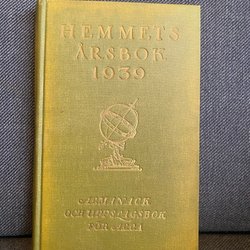 HEMMETS
ÅRSBOK
1939
ALMANACK
OCH UPPSLAGSBOK
FÖR ALLA